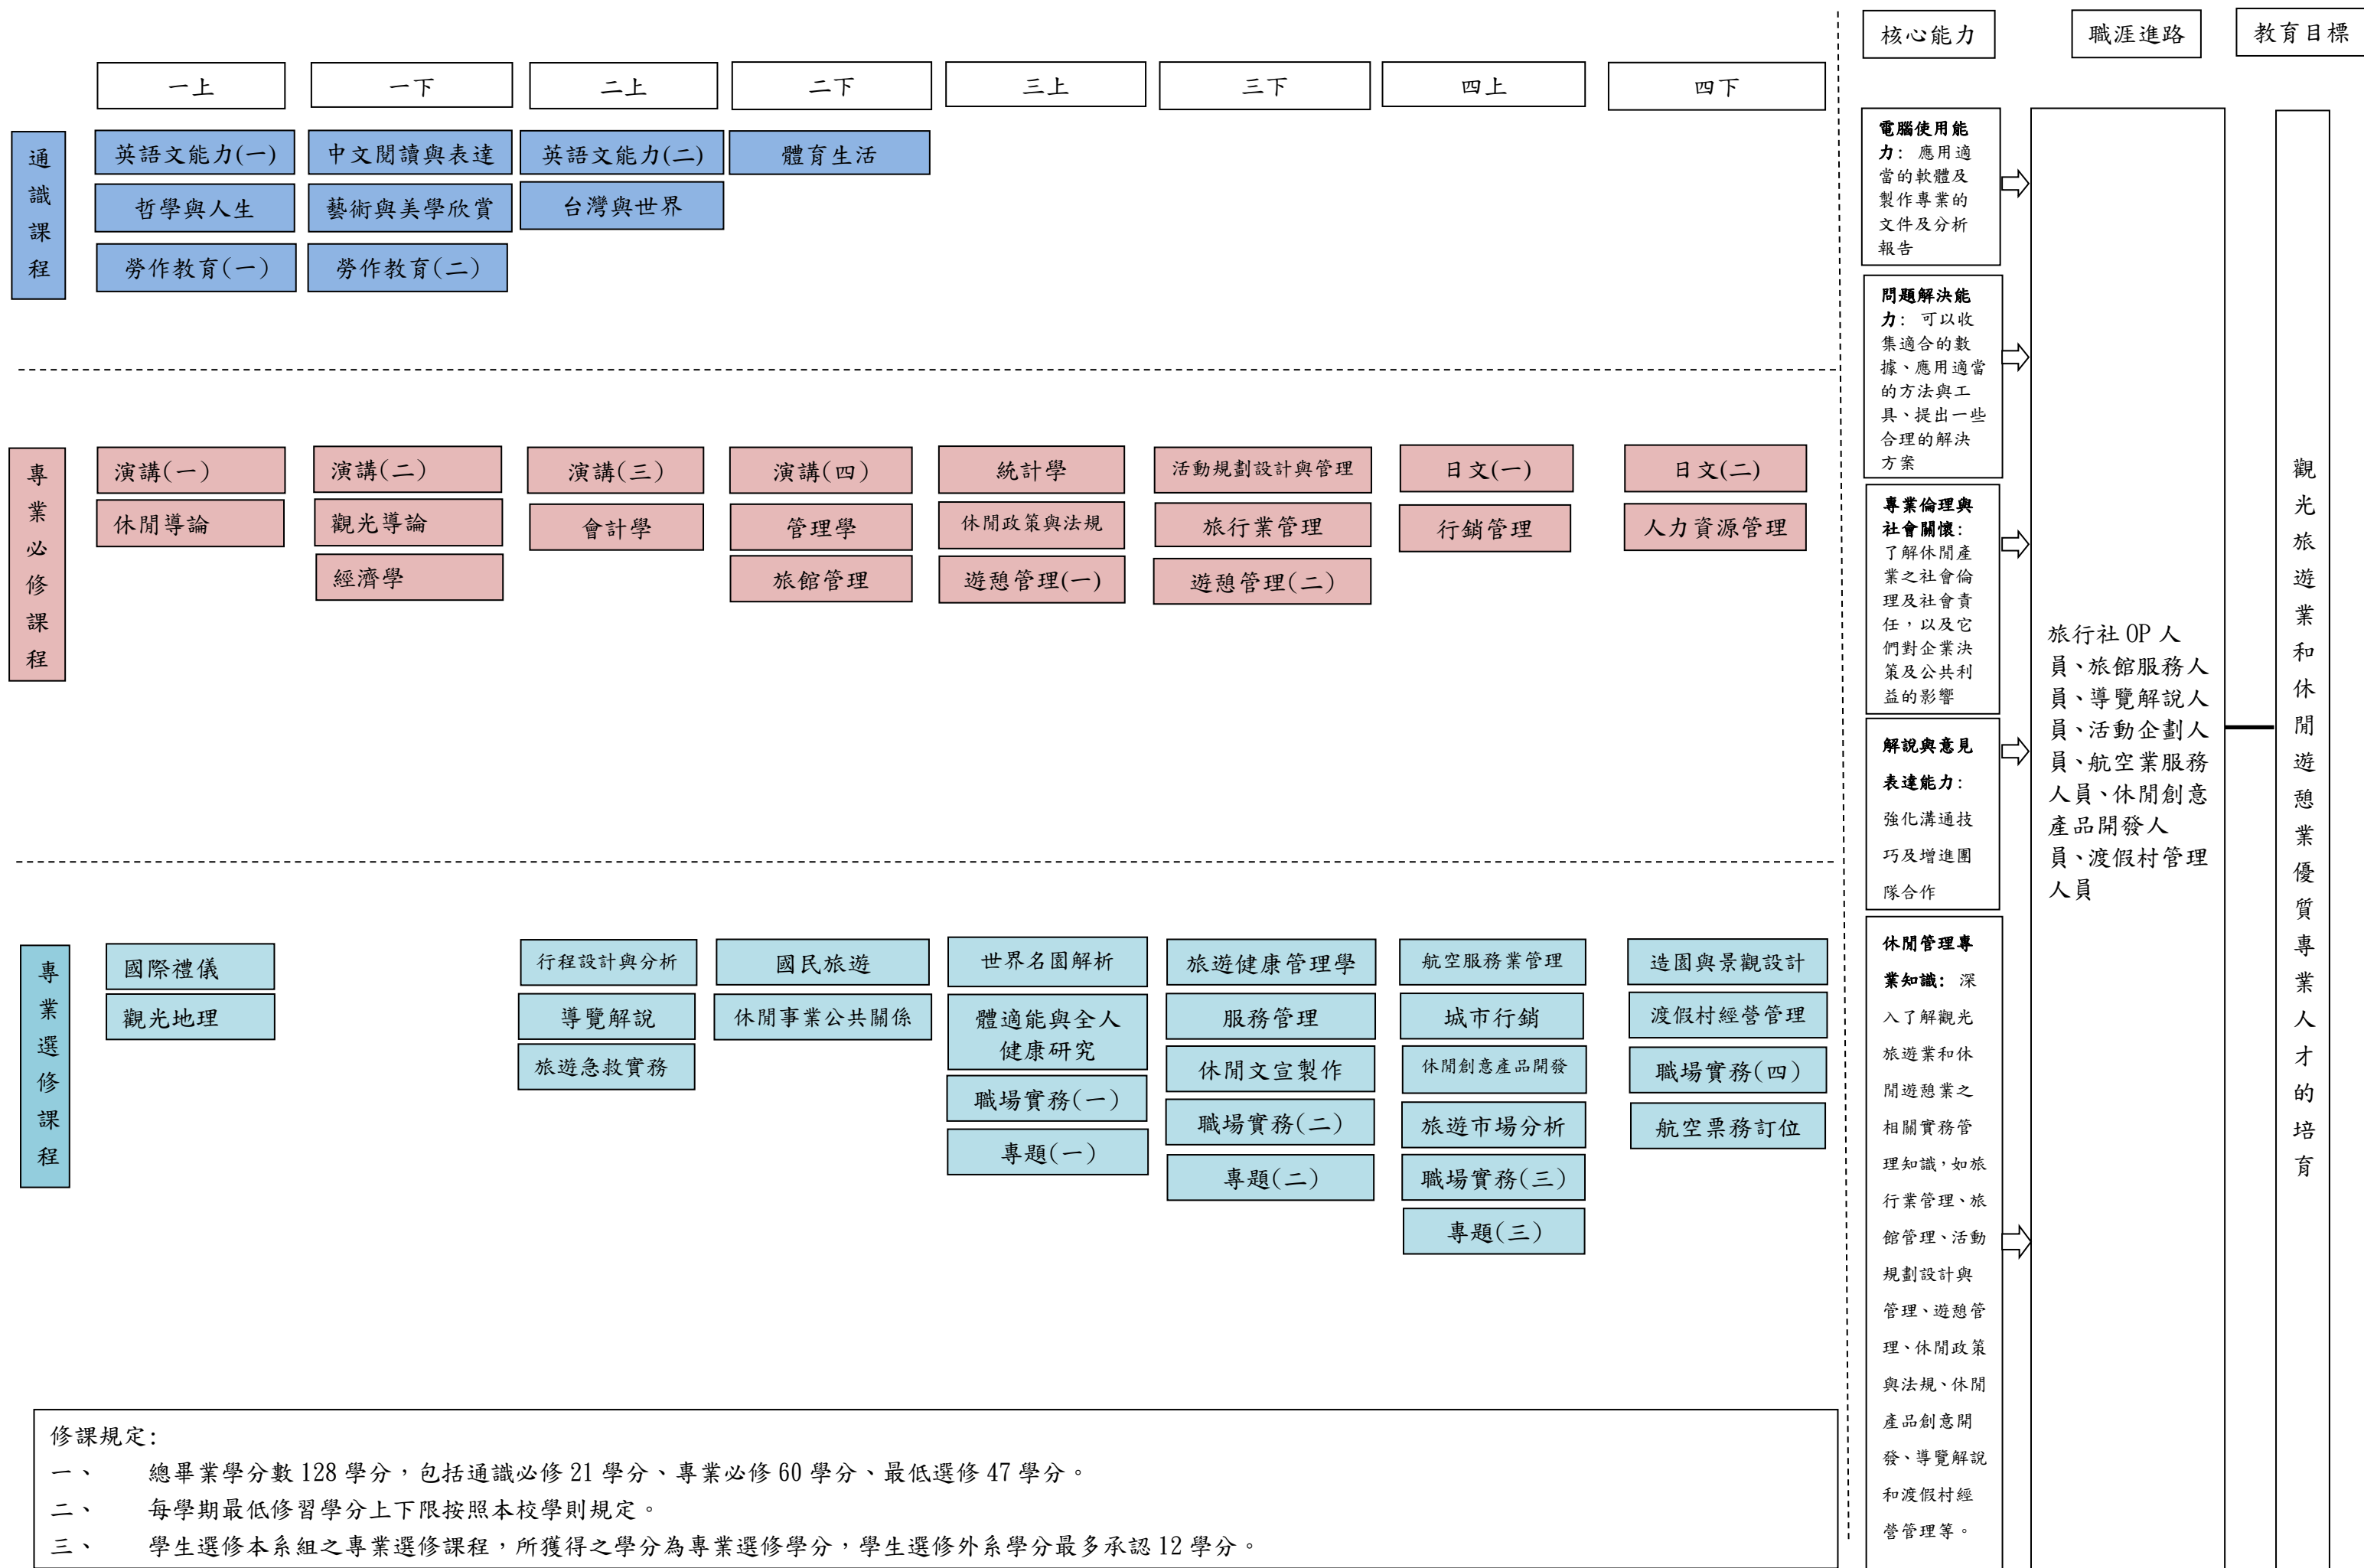 核心能力
職涯進路
教育目標
一上
一下
二上
二下
三上
三下
四上
四下
通識課程
英語文能力(一)
中文閱讀與表達
英語文能力(二)
體育生活
哲學與人生
藝術與美學欣賞
台灣與世界
勞作教育(一)
勞作教育(二)
專業必修課程
演講(一)
演講(二)
演講(三)
演講(四)
統計學
活動規劃設計與管理
日文(一)
日文(二)
休閒導論
觀光導論
會計學
管理學
休閒政策與法規
旅行業管理
行銷管理
人力資源管理
經濟學
旅館管理
遊憩管理(一)
遊憩管理(二)
專業選修課程
國際禮儀
行程設計與分析
國民旅遊
世界名園解析
旅遊健康管理學
航空服務業管理
造園與景觀設計
觀光地理
導覽解說
休閒事業公共關係
體適能與全人
健康研究
服務管理
城市行銷
渡假村經營管理
旅遊急救實務
職場實務(一)
休閒文宣製作
休閒創意產品開發
職場實務(四)
專題(一)
職場實務(二)
旅遊市場分析
航空票務訂位
專題(二)
職場實務(三)
專題(三)
修課規定:
一、 總畢業學分數 128 學分，包括通識必修 21 學分、專業必修 60 學分、最低選修 47 學分。
二、 每學期最低修習學分上下限按照本校學則規定。
三、 學生選修本系組之專業選修課程，所獲得之學分為專業選修學分，學生選修外系學分最多承認 12 學分。
電腦使用能
力: 應用適
當的軟體及
製作專業的
文件及分析
報告
問題解決能
力: 可以收
集適合的數
據、應用適當
的方法與工
具、提出一些
合理的解決
方案
專業倫理與
社會關懷:
了解休閒產
業之社會倫
理及社會責
任，以及它
們對企業決
策及公共利
益的影響
解說與意見
表達能力:
強化溝通技
巧及增進團
隊合作
休閒管理專
業知識: 深
入了解觀光
旅遊業和休
閒遊憩業之
相關實務管
理知識，如旅
行業管理、旅
館管理、活動
規劃設計與
管理、遊憩管
理、休閒政策
與法規、休閒
產品創意開
發、導覽解說
和渡假村經
營管理等。
旅行社 OP 人
員、旅館服務人
員、導覽解說人
員、活動企劃人
員、航空業服務
人員、休閒創意
產品開發人
員、渡假村管理
人員
觀光旅遊業和休閒遊憩業優質專業人才的培育